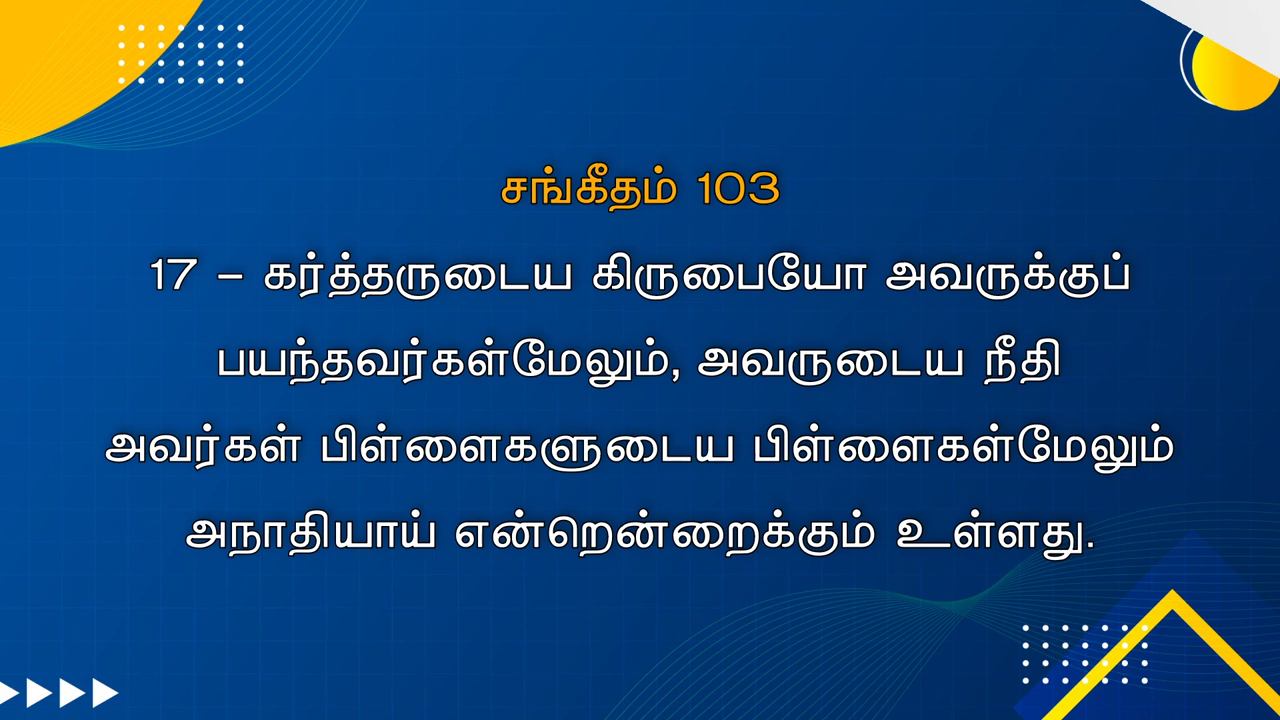 சங்கீதம் 103
17 – கர்த்தருடைய கிருபையோ அவருக்குப்
பயந்தவர்கள்மேலும், அவருடைய நீதி
அவர்கள் பிள்ளைகளுடைய பிள்ளைகள்மேலும்
அநாதியாய் என்றென்றைக்கும் உள்ளது.